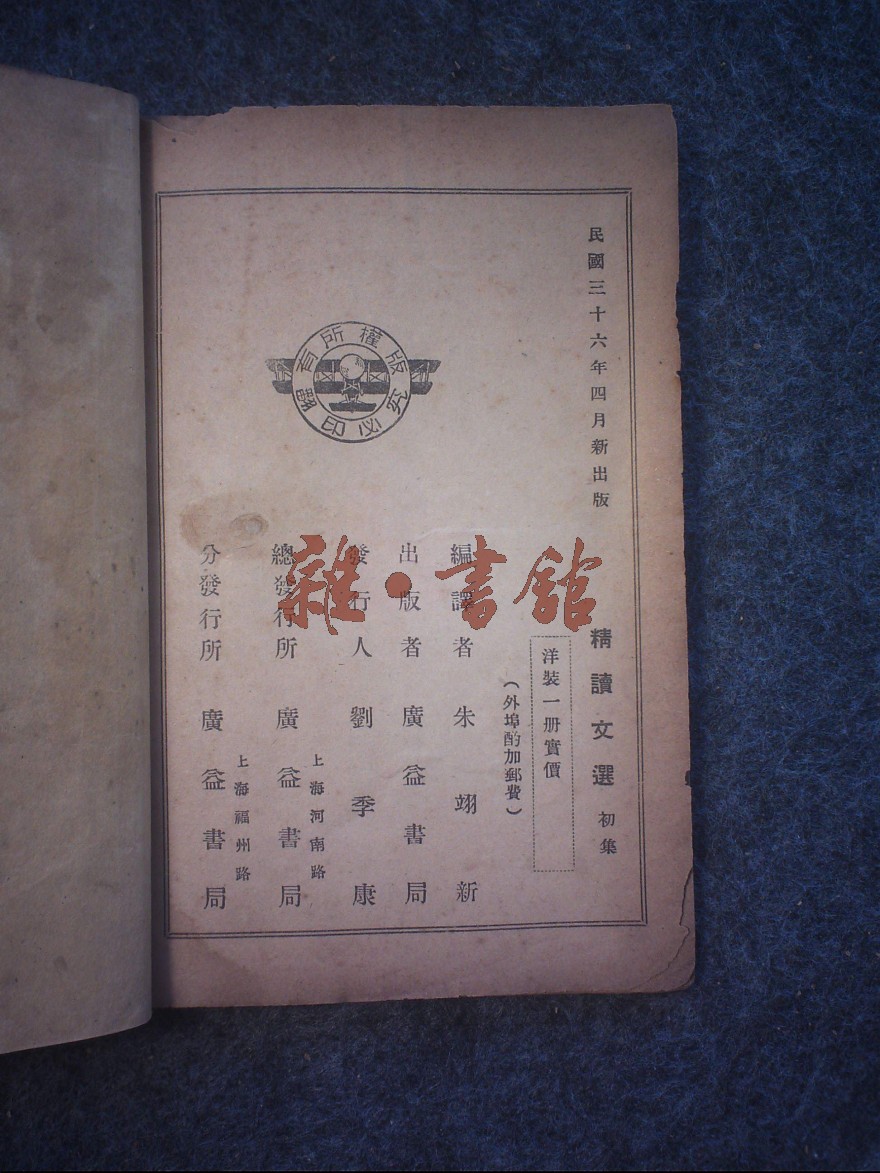 民國三十六年四月新出版
精讀文選 初集
洋裝一册實價
（外埠酌加郵費）
編譯者 朱翊新
出版者 廣益書局
發行人 劉季康
上海河南路
總發行所 廣益書局
上海福州路
分發行所 廣益書局
版權所有
翻印必究
雜·書館